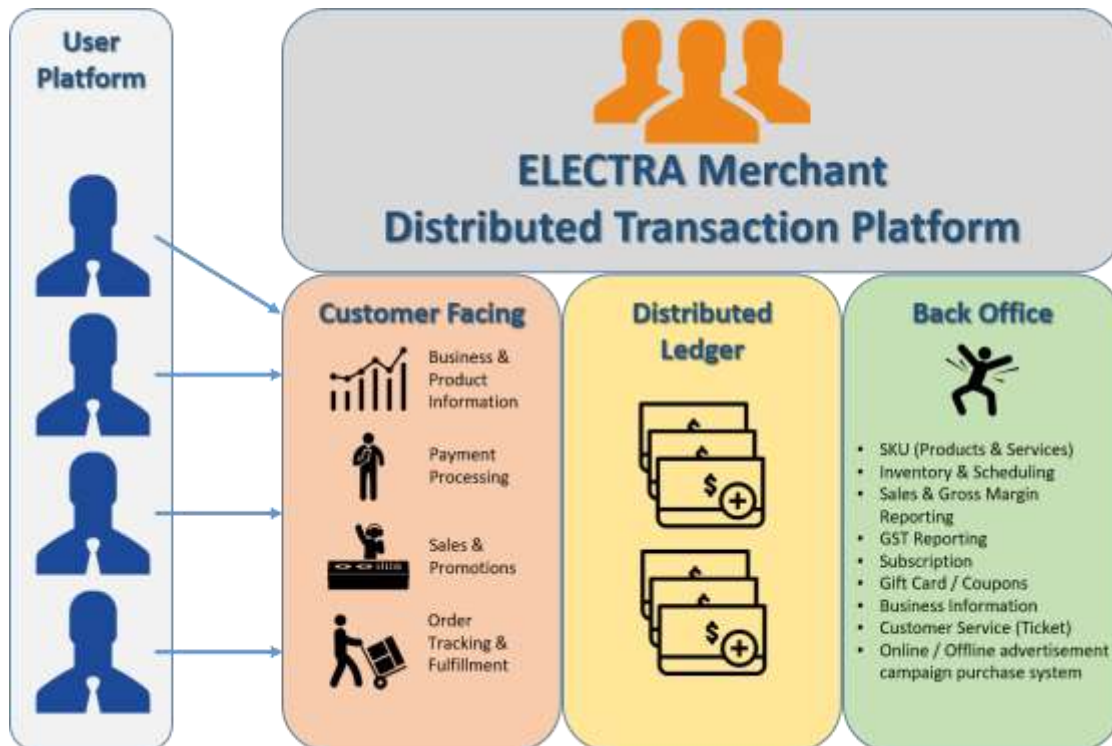 User
Platform
ELECTRA Merchant
Distributed Transaction Platform
Customer Facing
Business &
Product
Information
Payment
Processing
Sales &
Promotions
Order
Tracking &
Fulfillment
Distributed
Ledger
$
$
$
$
$
$
Back Office
• SKU (Products & Services)
• Inventory & Scheduling
• Sales & Gross Margin
Reporting
• GST Reporting
• Subscription
• Gift Card / Coupons
• Business Information
• Customer Service (Ticket)
• Online / Offline advertisement
campaign purchase system